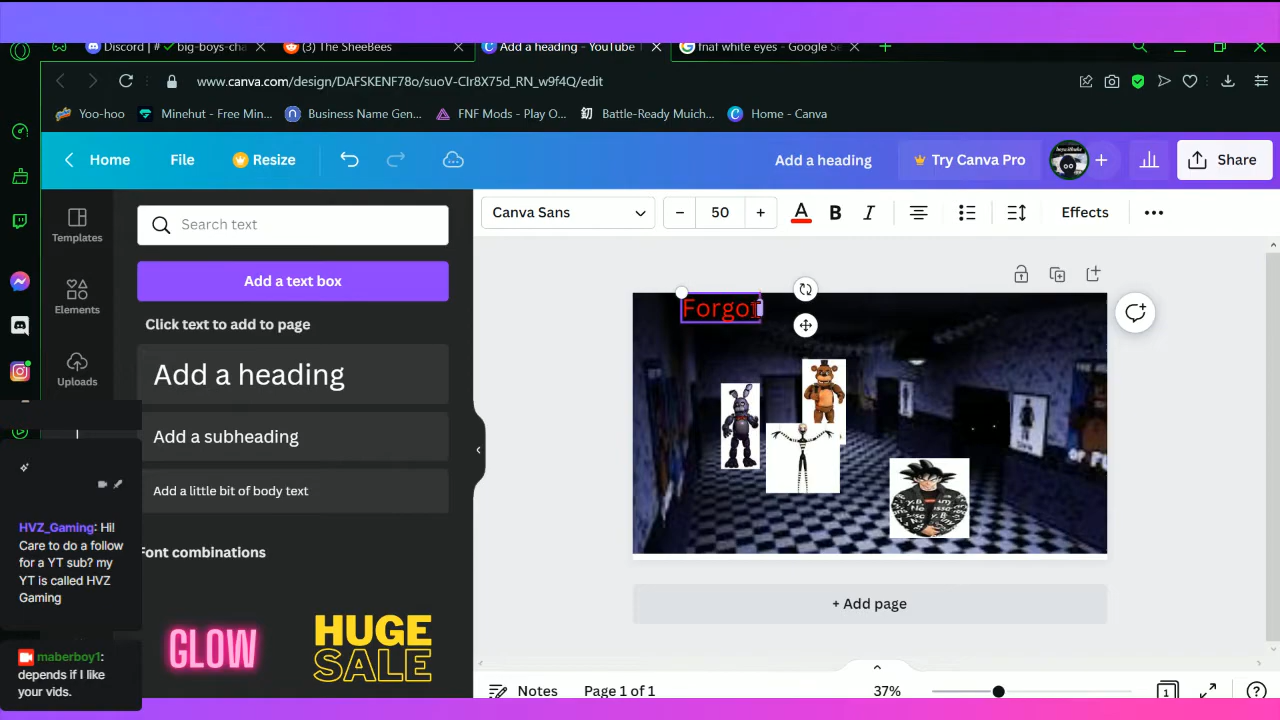 Discord | # ✓big-boys-cha
(3) The SheeBees
Add a heading - YouTube
fnaf white eyes - Google Se
www.canva.com/design/DAFSKENF78o/suoV-CIr8X75d_RN_w9f4Q/edit
Yoo-hoo
Minehut - Free Min...
Business Name Gen...
FNF Mods - Play O...
Battle-Ready Muich...
Home - Canva
Home
File
Resize
Add a heading
Try Canva Pro
Share
Templates
Elements
Uploads
Search text
Add a text box
Click text to add to page
Add a heading
Add a subheading
Add a little bit of body text
Font combinations
GLOW
HUGE
SALE
Canva Sans
50
A
B
I
Effects
Forgot
+ Add page
Notes
Page 1 of 1
37%
1
HVZ_Gaming: Hi!
Care to do a follow
for a YT sub? my
YT is called HVZ
Gaming
maberboy1:
depends if I like
your vids.